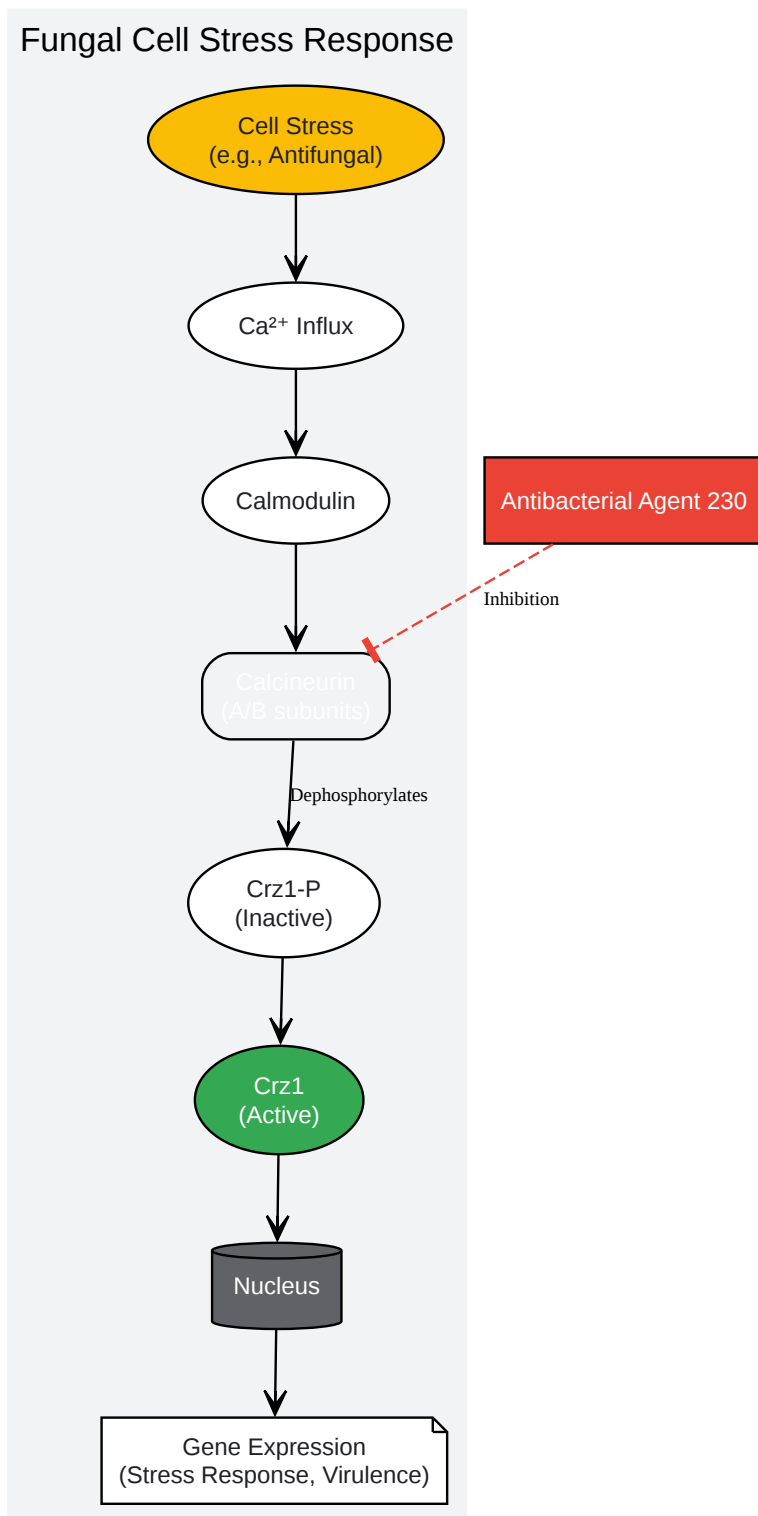 Fungal Cell Stress Response
Cell Stress
(e.g., Antifungal)
Ca²⁺ Influx
Calmodulin
Antibacterial Agent 230
Inhibition
Calcineurin
(A/B subunits)
Dephosphorylates
Crz1-P
(Inactive)
Crz1
(Active)
Nucleus
Gene Expression
(Stress Response, Virulence)